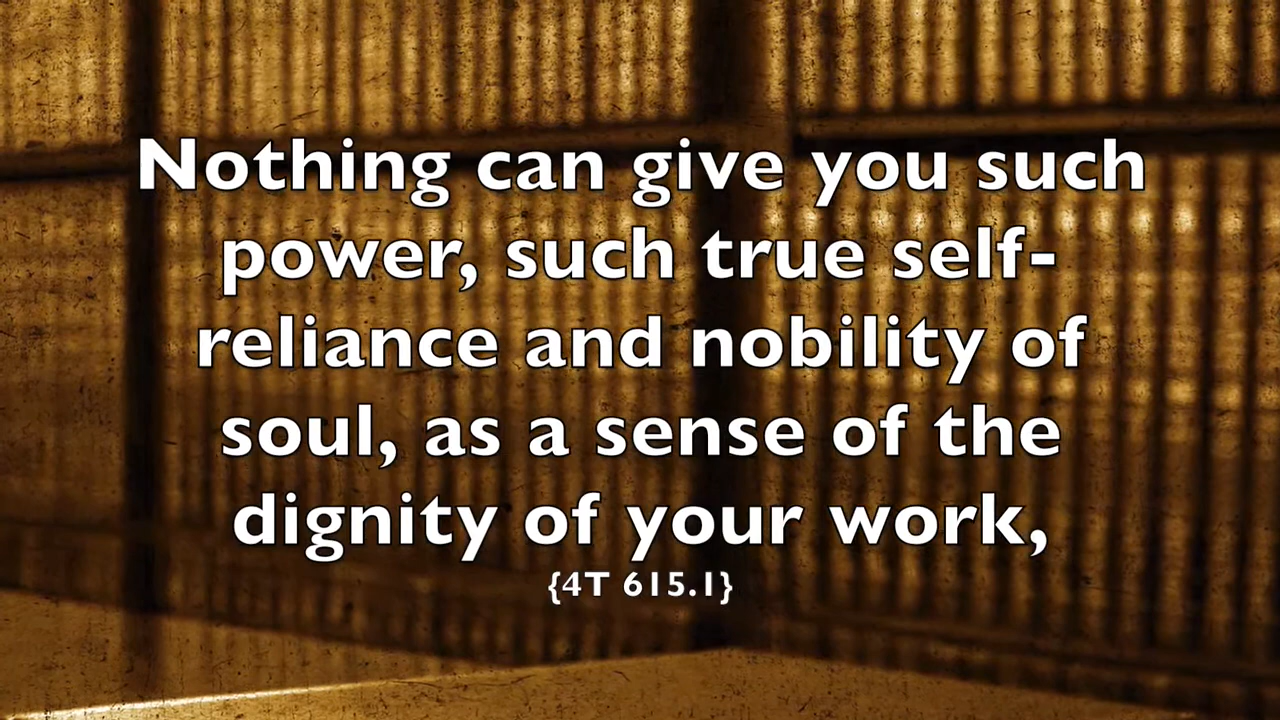 Nothing can give you such
power, such true self-
reliance and nobility of
soul, as a sense of the
dignity of your work,
{4T 615.1}